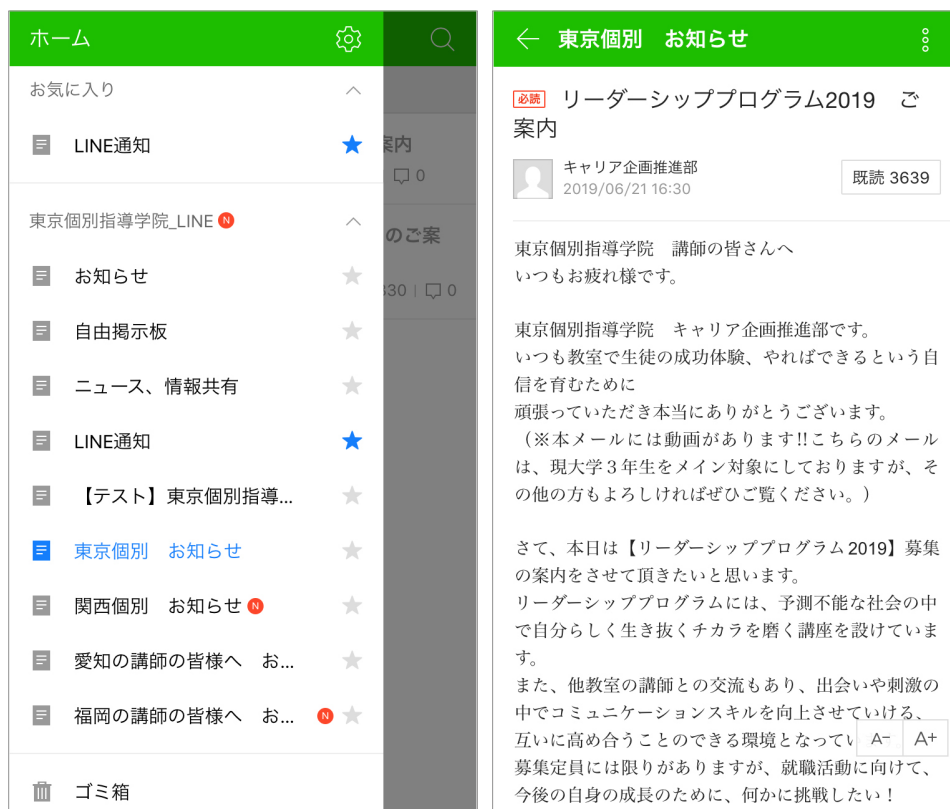 ホーム
お気に入り
LINE通知
東京個別指導学院_LINE N
お知らせ
自由掲示板
ニュース、情報共有
LINE通知
【テスト】東京個別指導...
東京個別　お知らせ
関西個別　お知らせ N
愛知の講師の皆様へ　お...
福岡の講師の皆様へ　お... N
ゴミ箱
案内
0
のご案
330 0
東京個別　お知らせ
必読 リーダーシッププログラム2019　ご
案内
キャリア企画推進部
2019/06/21 16:30
既読 3639
東京個別指導学院　講師の皆さんへ
いつもお疲れ様です。
東京個別指導学院　キャリア企画推進部です。
いつも教室で生徒の成功体験、やればできるという自
信を育むために
頑張っていただき本当にありがとうございます。
（※本メールには動画があります!!こちらのメール
は、現大学３年生をメイン対象にしておりますが、そ
の他の方もよろしければぜひご覧ください。）
さて、本日は【リーダーシッププログラム2019】募集
の案内をさせて頂きたいと思います。
リーダーシッププログラムには、予測不能な社会の中
で自分らしく生き抜くチカラを磨く講座を設けていま
す。
また、他教室の講師との交流もあり、出会いや刺激の
中でコミュニケーションスキルを向上させていける、
互いに高め合うことのできる環境となってい
A- A+
募集定員には限りがありますが、就職活動に向けて、
今後の自身の成長のために、何かに挑戦したい！